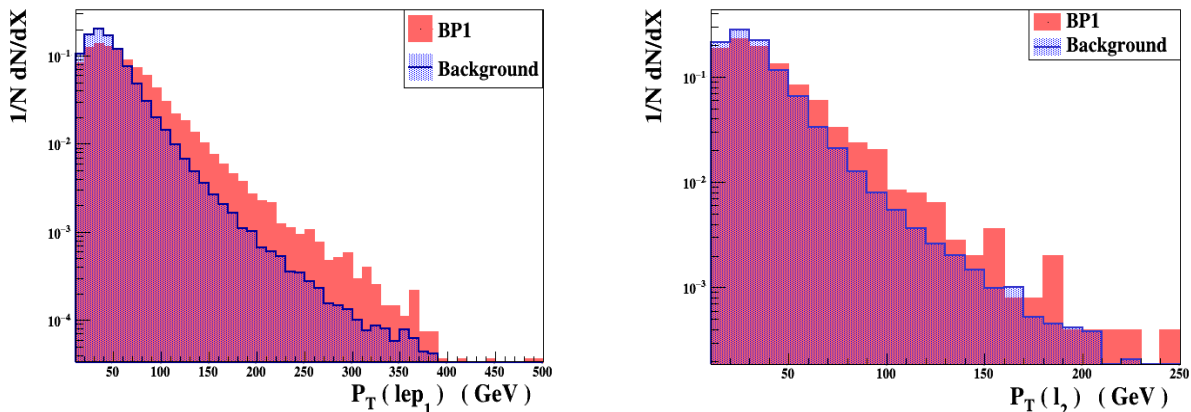 1/N dN/dX
BP1
Background
10⁻¹
10⁻²
10⁻³
10⁻⁴
50 100 150 200 250 300 350 400 450 500
P_T ( lep_1 ) ( GeV )
1/N dN/dX
BP1
Background
10⁻¹
10⁻²
10⁻³
50 100 150 200 250
P_T ( l_2 ) ( GeV )